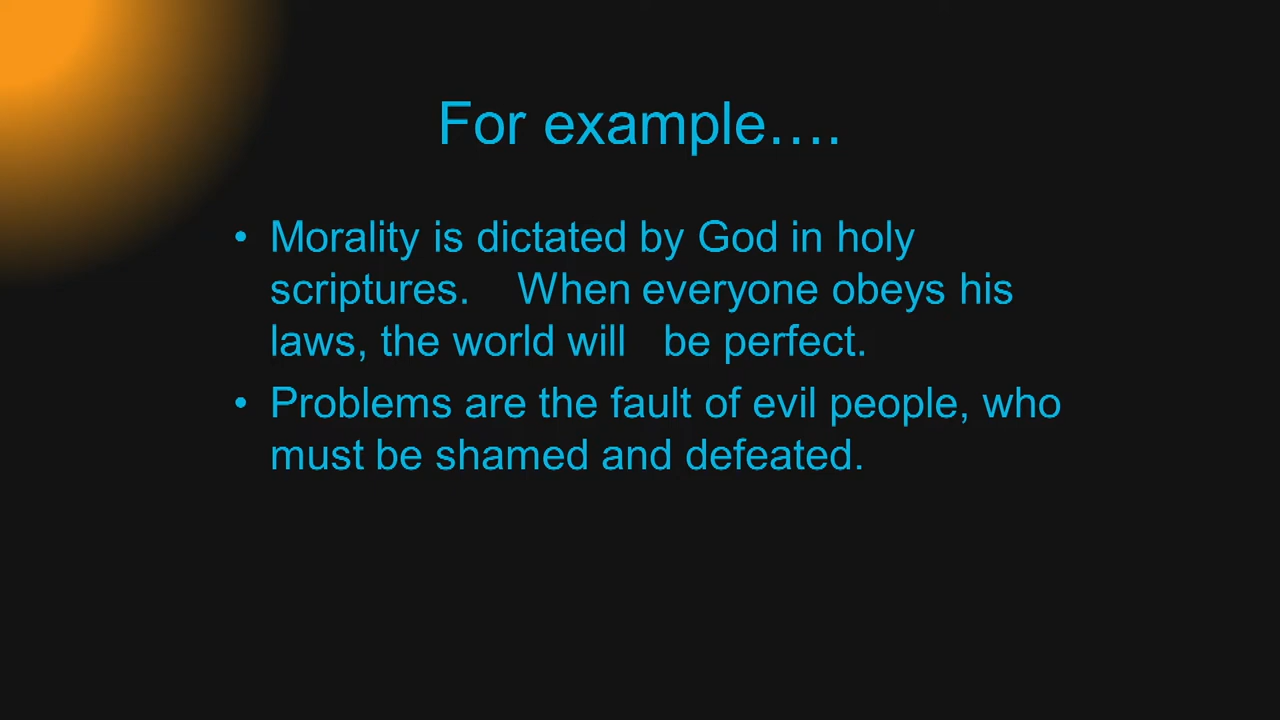 For example….
• Morality is dictated by God in holy
scriptures. When everyone obeys his
laws, the world will be perfect.
• Problems are the fault of evil people, who
must be shamed and defeated.